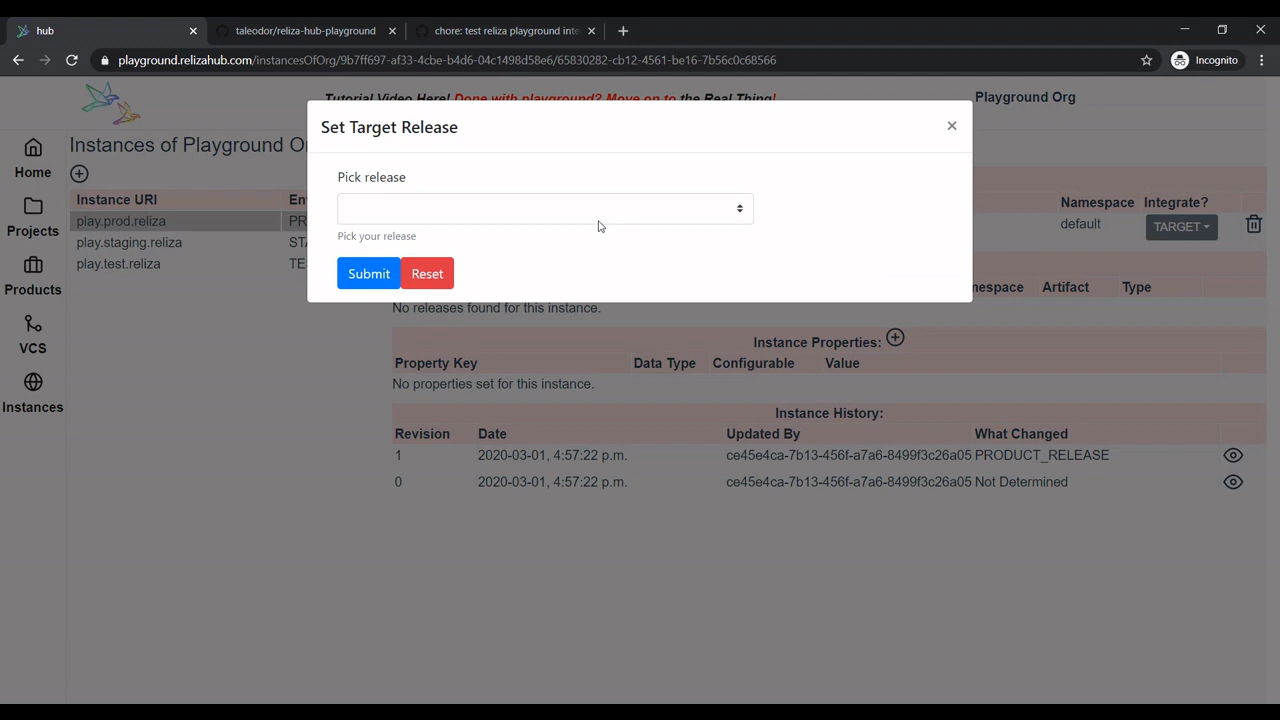 hub
taleodor/reliza-hub-playground
chore: test reliza playground inte
playground.relizahub.com/instancesOfOrg/9b7ff697-af33-4cbe-b4d6-04c1498d58e6/65830282-cb12-4561-be16-7b56c0c68566
Incognito
Tutorial Video Here! Done with playground? Move on to the Real Thing!
Playground Org
Set Target Release
Home
Projects
Products
VCS
Instances
Instances of Playground O
Instance URI
play.prod.reliza
PR
play.staging.reliza
ST
play.test.reliza
TE
Pick release
Pick your release
Submit
Reset
Namespace Integrate?
default
TARGET
Artifact
Type
No releases found for this instance.
Instance Properties:
Property Key Data Type Configurable Value
No properties set for this instance.
Instance History:
Revision Date Updated By What Changed
1 2020-03-01, 4:57:22 p.m. ce45e4ca-7b13-456f-a7a6-8499f3c26a05 PRODUCT_RELEASE
0 2020-03-01, 4:57:22 p.m. ce45e4ca-7b13-456f-a7a6-8499f3c26a05 Not Determined